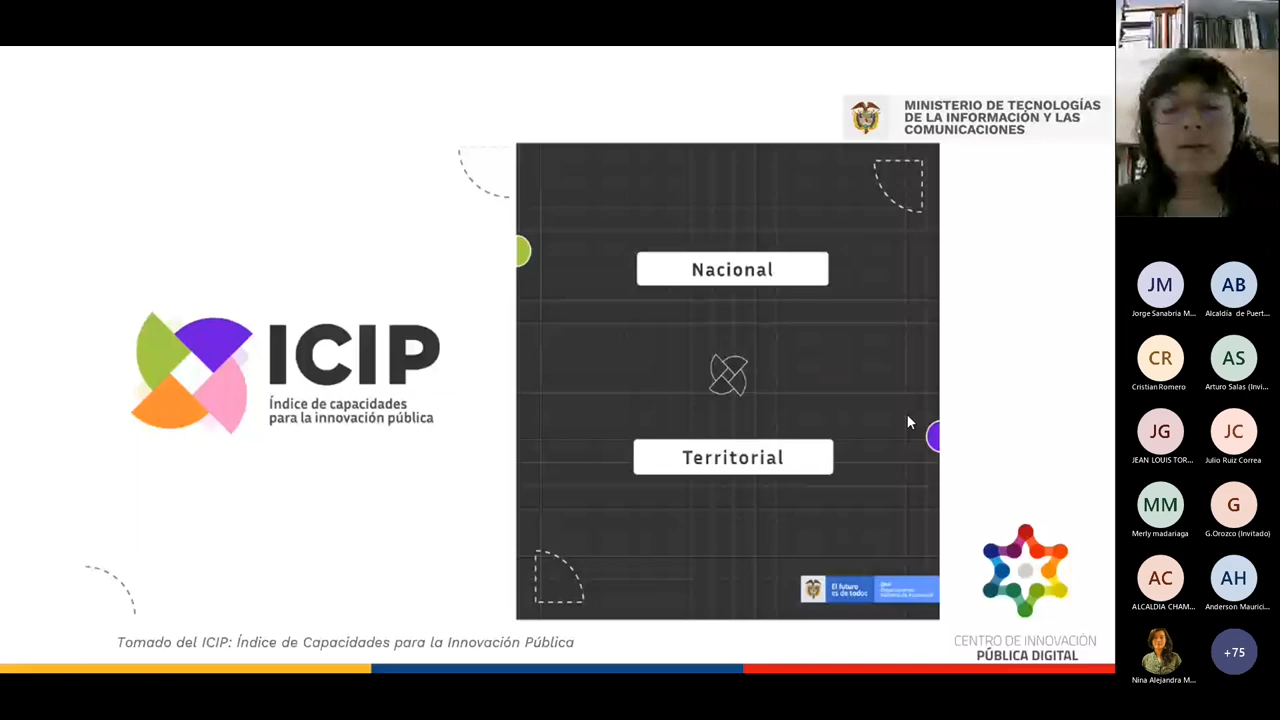 MINISTERIO DE TECNOLOGÍAS
DE LA INFORMACIÓN Y LAS
COMUNICACIONES
Nacional
ICIP
Índice de capacidades
para la innovación pública
Territorial
El futuro
es de todos
Tomado del ICIP: Índice de Capacidades para la Innovación Pública
CENTRO DE INNOVACIÓN
PÚBLICA DIGITAL
JM
AB
Jorge Sanabria M...
Alcaldía de Puert...
CR
AS
Cristian Romero
Arturo Salas (Invi...
JG
JC
JEAN LOUIS TOR...
Julio Ruiz Correa
MM
G
Merly madariaga
G.Orozco (Invitado)
AC
AH
ALCALDIA CHAM...
Anderson Maurici...
+75
Nina Alejandra M...